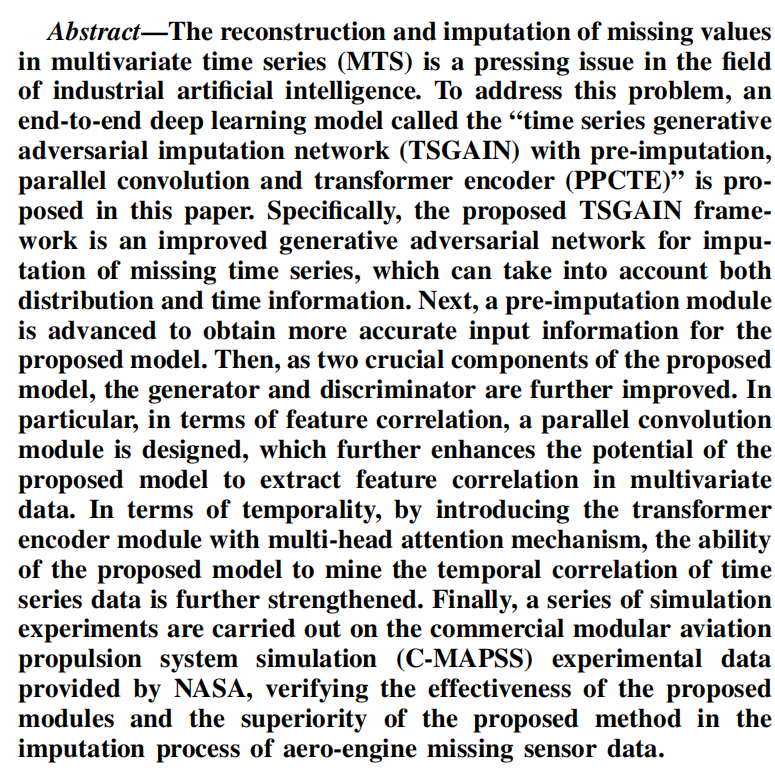 Abstract—The reconstruction and imputation of missing values
in multivariate time series (MTS) is a pressing issue in the field
of industrial artificial intelligence. To address this problem, an
end-to-end deep learning model called the “time series generative
adversarial imputation network (TSGAIN) with pre-imputation,
parallel convolution and transformer encoder (PPCTE)” is pro-
posed in this paper. Specifically, the proposed TSGAIN frame-
work is an improved generative adversarial network for impu-
tation of missing time series, which can take into account both
distribution and time information. Next, a pre-imputation module
is advanced to obtain more accurate input information for the
proposed model. Then, as two crucial components of the proposed
model, the generator and discriminator are further improved. In
particular, in terms of feature correlation, a parallel convolution
module is designed, which further enhances the potential of the
proposed model to extract feature correlation in multivariate
data. In terms of temporality, by introducing the transformer
encoder module with multi-head attention mechanism, the ability
of the proposed model to mine the temporal correlation of time
series data is further strengthened. Finally, a series of simulation
experiments are carried out on the commercial modular aviation
propulsion system simulation (C-MAPSS) experimental data
provided by NASA, verifying the effectiveness of the proposed
modules and the superiority of the proposed method in the
imputation process of aero-engine missing sensor data.